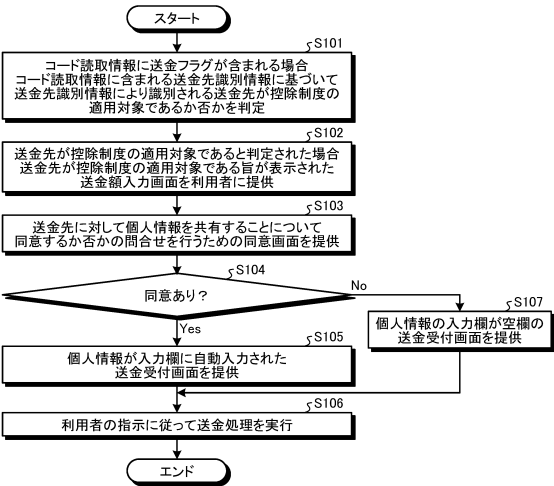 スタート
S101
コード読取情報に送金フラグが含まれる場合
コード読取情報に含まれる送金先識別情報に基づいて
送金先識別情報により識別される送金先が控除制度の
適用対象であるか否かを判定
S102
送金先が控除制度の適用対象であると判定された場合
送金先が控除制度の適用対象である旨が表示された
送金額入力画面を利用者に提供
S103
送金先に対して個人情報を共有することについて
同意するか否かの問合せを行うための同意画面を提供
S104
同意あり？
No
Yes
S107
個人情報の入力欄が空欄の
送金受付画面を提供
S105
個人情報が入力欄に自動入力された
送金受付画面を提供
S106
利用者の指示に従って送金処理を実行
エンド